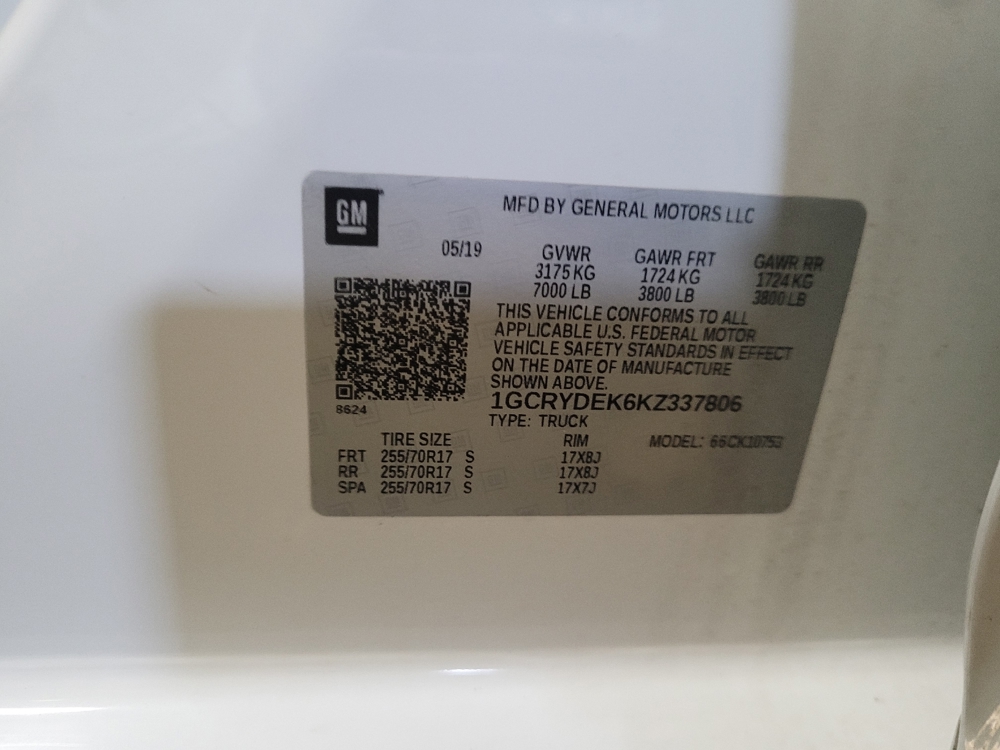 GM
MFD BY GENERAL MOTORS LLC
05/19
GVWR GAWR FRT GAWR RR
3175 KG 1724 KG 1724 KG
7000 LB 3800 LB 3800 LB
THIS VEHICLE CONFORMS TO ALL
APPLICABLE U.S. FEDERAL MOTOR
VEHICLE SAFETY STANDARDS IN EFFECT
ON THE DATE OF MANUFACTURE
SHOWN ABOVE.
1GCRYDEK6KZ337806
8624
TYPE: TRUCK
TIRE SIZE RIM MODEL: 66CK10753
FRT 255/70R17 S 17X8J
RR 255/70R17 S 17X8J
SPA 255/70R17 S 17X7J